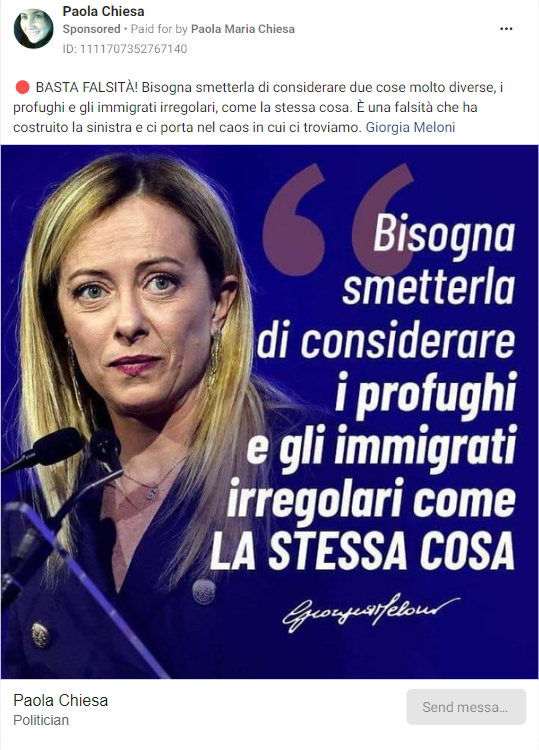 Paola Chiesa
Sponsored • Paid for by Paola Maria Chiesa
ID: 1111707352767140
🔴 BASTA FALSITÀ! Bisogna smetterla di considerare due cose molto diverse, i
profughi e gli immigrati irregolari, come la stessa cosa. È una falsità che ha
costruito la sinistra e ci porta nel caos in cui ci troviamo. Giorgia Meloni
“Bisogna
smetterla
di considerare
i profughi
e gli immigrati
irregolari come
LA STESSA COSA
Giorgia Meloni
Paola Chiesa
Politician
Send messa...